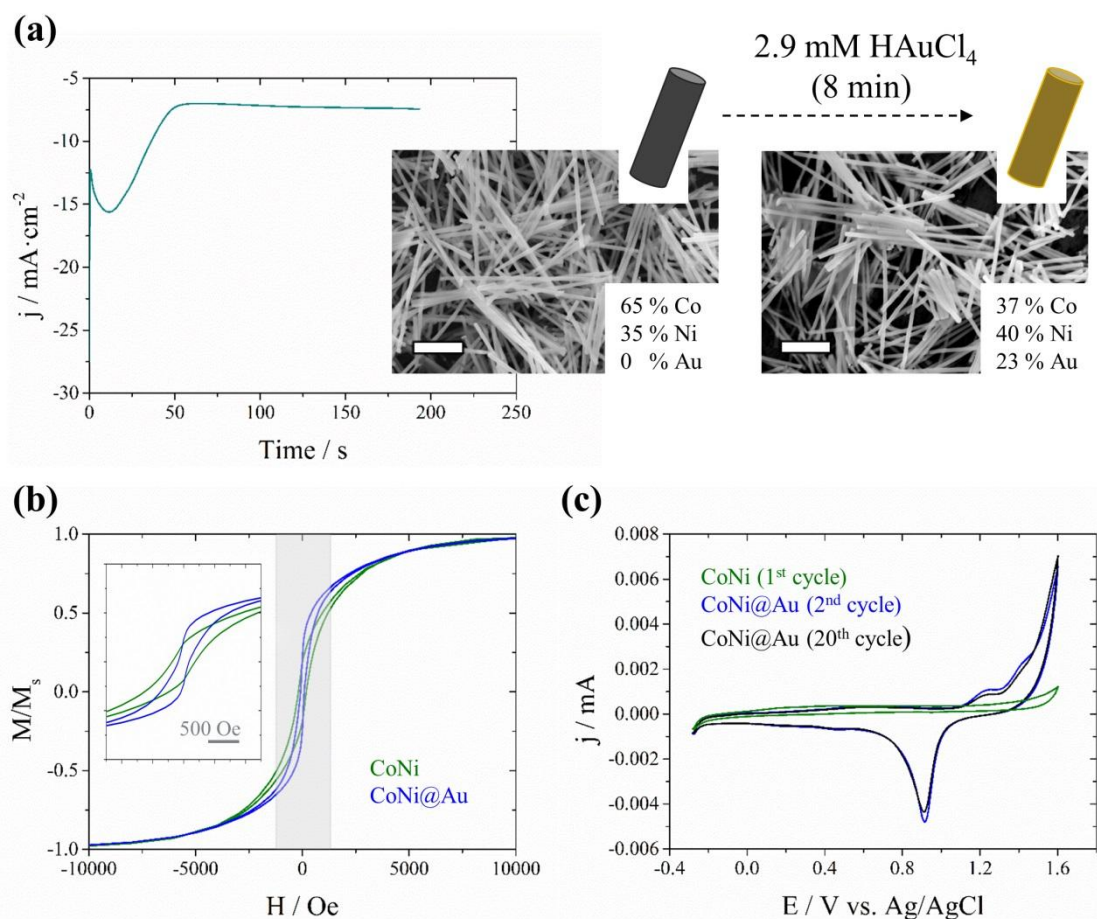 (a)
2.9 mM HAuCl4
(8 min)
-5
-10
-15
-20
-25
-30
j / mA·cm-2
0
50
100
150
200
250
Time / s
65 % Co
35 % Ni
0 % Au
37 % Co
40 % Ni
23 % Au
(b)
1.0
0.5
0.0
-0.5
-1.0
M/Ms
500 Oe
CoNi
CoNi@Au
-10000
-5000
0
5000
10000
H / Oe
(c)
0.008
0.006
0.004
0.002
0.000
-0.002
-0.004
-0.006
j / mA
CoNi (1st cycle)
CoNi@Au (2nd cycle)
CoNi@Au (20th cycle)
-0.4
0.0
0.4
0.8
1.2
1.6
E / V vs. Ag/AgCl